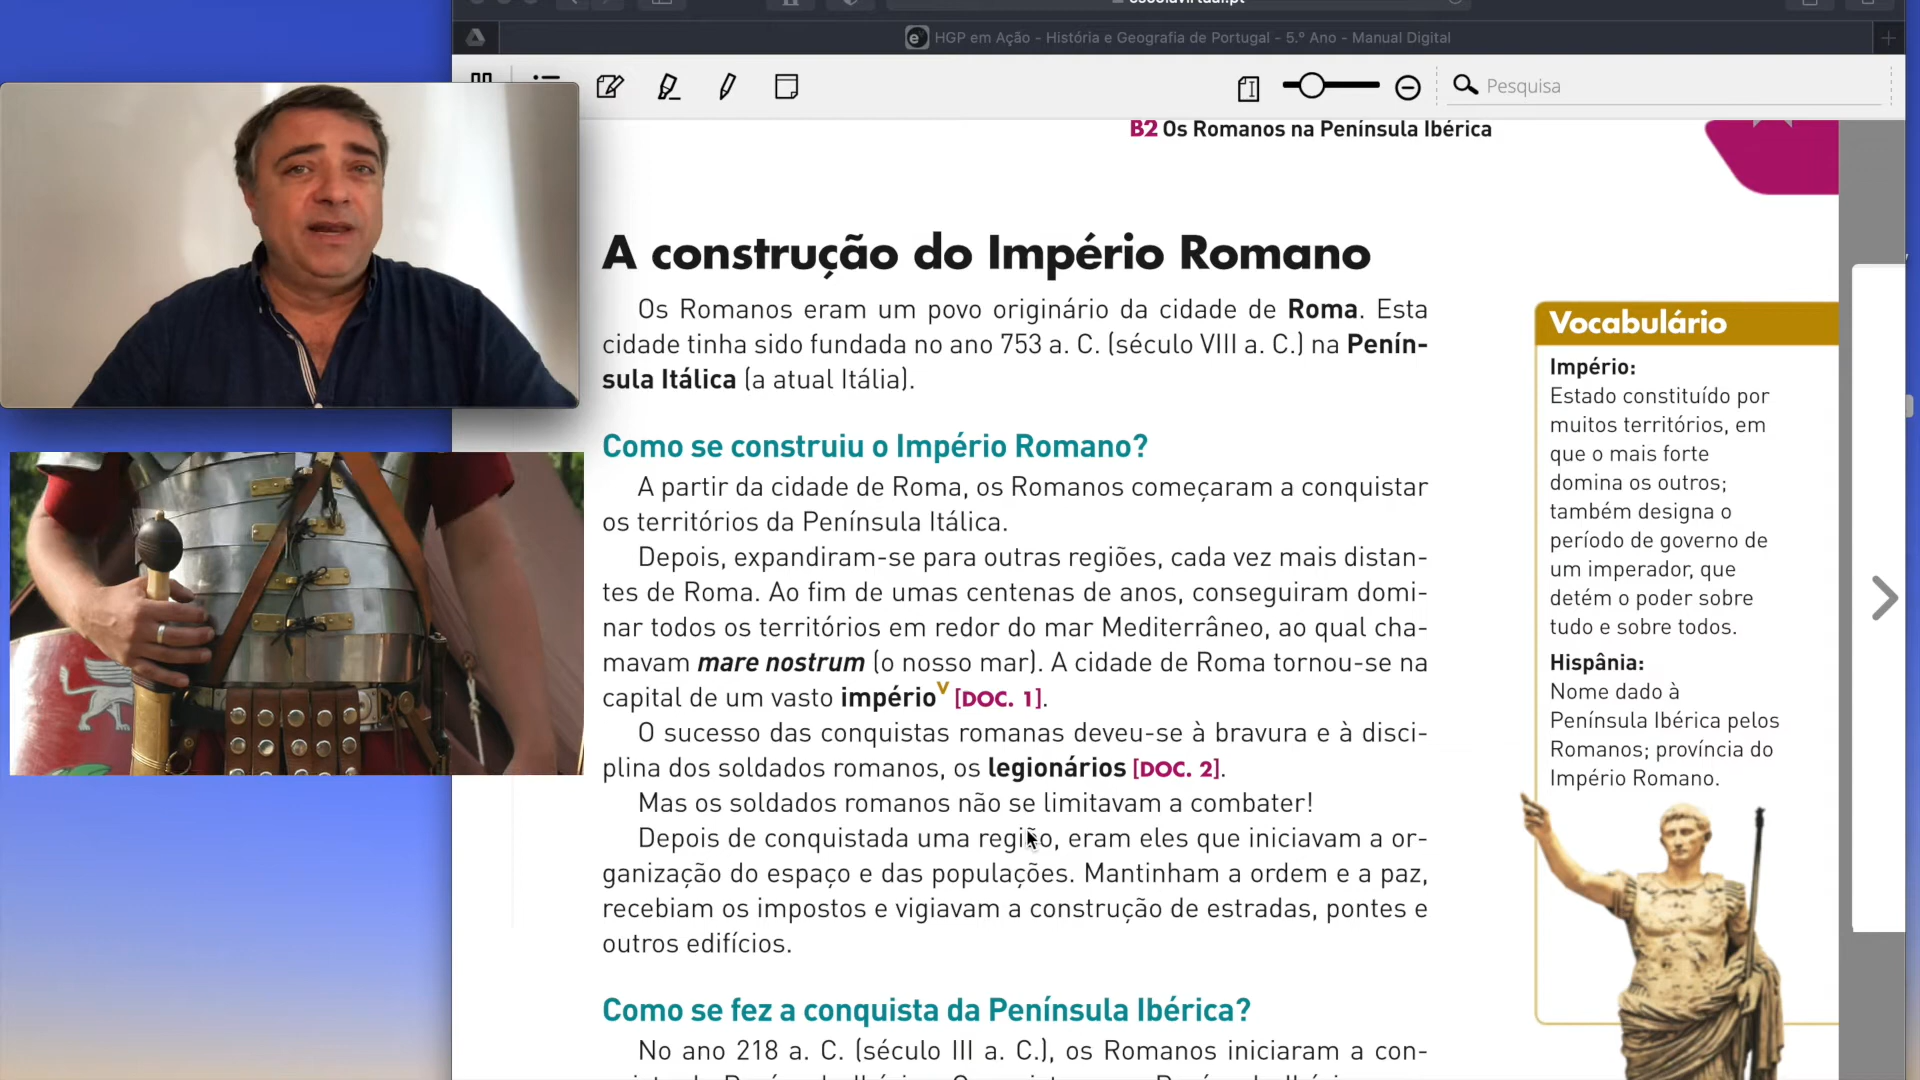 HGP em Ação - História e Geografia de Portugal - 5.º Ano - Manual Digital
Pesquisa
B2 Os Romanos na Península Ibérica
A construção do Império Romano
Os Romanos eram um povo originário da cidade de Roma. Esta
cidade tinha sido fundada no ano 753 a. C. (século VIII a. C.) na Penín-
sula Itálica (a atual Itália).
Como se construiu o Império Romano?
A partir da cidade de Roma, os Romanos começaram a conquistar
os territórios da Península Itálica.
Depois, expandiram-se para outras regiões, cada vez mais distan-
tes de Roma. Ao fim de umas centenas de anos, conseguiram domi-
nar todos os territórios em redor do mar Mediterrâneo, ao qual cha-
mavam mare nostrum (o nosso mar). A cidade de Roma tornou-se na
capital de um vasto império V [DOC. 1].
O sucesso das conquistas romanas deveu-se à bravura e à disci-
plina dos soldados romanos, os legionários [DOC. 2].
Mas os soldados romanos não se limitavam a combater!
Depois de conquistada uma região, eram eles que iniciavam a or-
ganização do espaço e das populações. Mantinham a ordem e a paz,
recebiam os impostos e vigiavam a construção de estradas, pontes e
outros edifícios.
Como se fez a conquista da Península Ibérica?
No ano 218 a. C. (século III a. C.), os Romanos iniciaram a con-
Vocabulário
Império:
Estado constituído por
muitos territórios, em
que o mais forte
domina os outros;
também designa o
período de governo de
um imperador, que
detém o poder sobre
tudo e sobre todos.
Hispânia:
Nome dado à
Península Ibérica pelos
Romanos; província do
Império Romano.